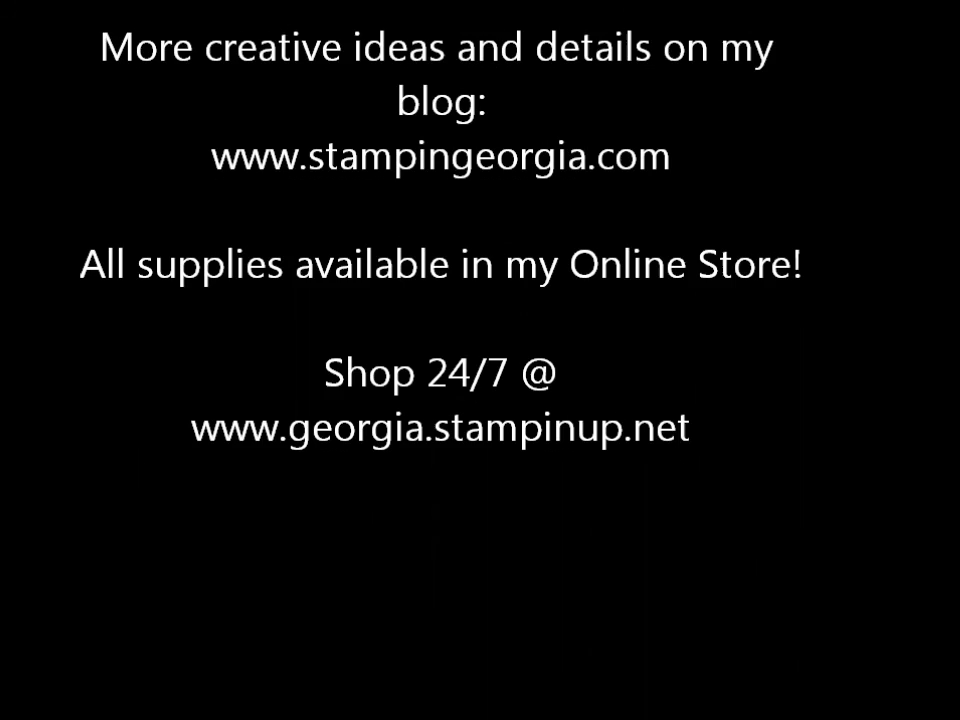 More creative ideas and details on my
blog:
www.stampingeorgia.com
All supplies available in my Online Store!
Shop 24/7 @
www.georgia.stampinup.net